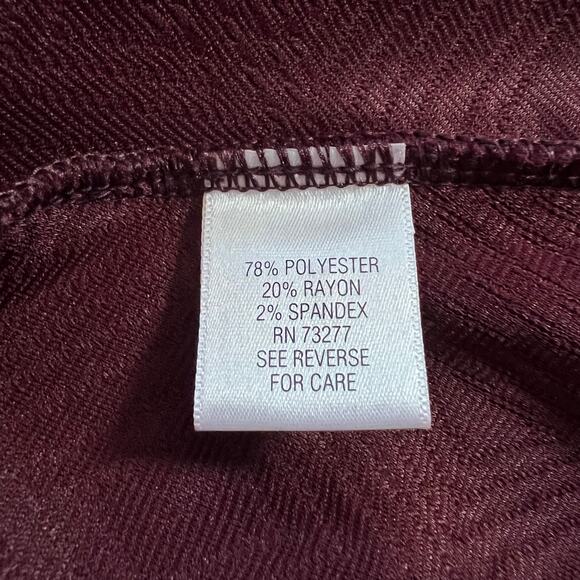 78% POLYESTER
20% RAYON
2% SPANDEX
RN 73277
SEE REVERSE
FOR CARE